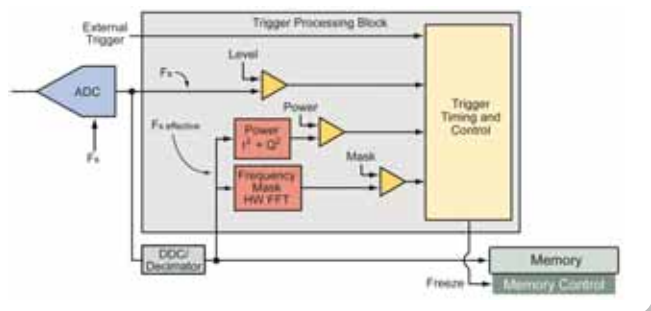 Trigger Processing Block
External
Trigger
Level
Fs
ADC
Fs
Fs effective
Power
Power
I² + Q²
Mask
Frequency
Mask
HW FFT
Trigger
Timing and
Control
DDC/
Decimator
Memory
Freeze
Memory Control